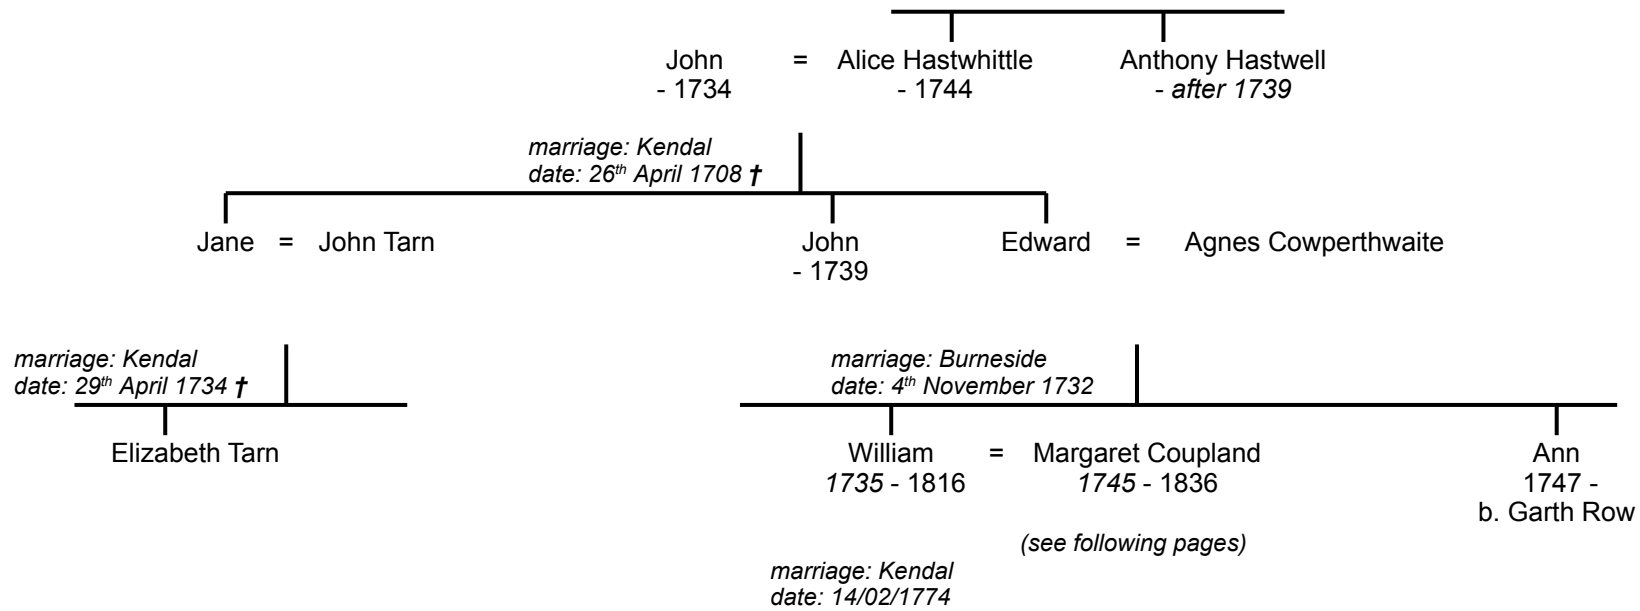 John = Alice Hastwhittle Anthony Hastwell
- 1734 - 1744 - after 1739
marriage: Kendal
date: 26th April 1708 †
Jane = John Tarn John Edward = Agnes Cowperthwaite
- 1739
marriage: Kendal marriage: Burneside
date: 29th April 1734 † date: 4th November 1732
Elizabeth Tarn William = Margaret Coupland Ann
1735 - 1816 1745 - 1836 1747 -
b. Garth Row
(see following pages)
marriage: Kendal
date: 14/02/1774